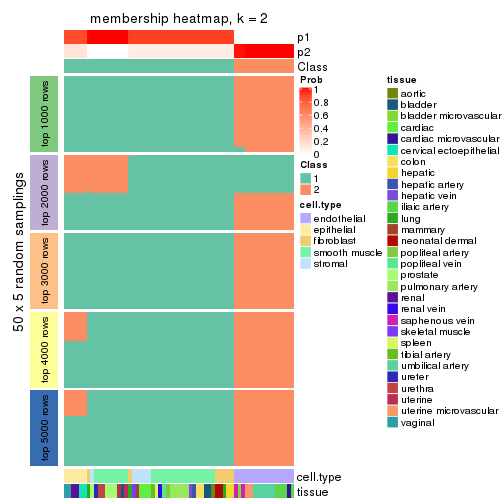 membership heatmap, k = 2
p1
p2
Class
50 x 5 random samplings
top 1000 rows
top 2000 rows
top 3000 rows
top 4000 rows
top 5000 rows
cell.type
tissue
Prob
1
0.8
0.6
0.4
0.2
0
Class
1
2
cell.type
endothelial
epithelial
fibroblast
smooth muscle
stromal
tissue
aortic
bladder
bladder microvascular
cardiac
cardiac microvascular
cervical ectoepithelial
colon
hepatic
hepatic artery
hepatic vein
iliaic artery
lung
mammary
neonatal dermal
popliteal artery
popliteal vein
prostate
pulmonary artery
renal
renal vein
saphenous vein
skeletal muscle
spleen
tibial artery
umbilical artery
ureter
urethra
uterine
uterine microvascular
vaginal